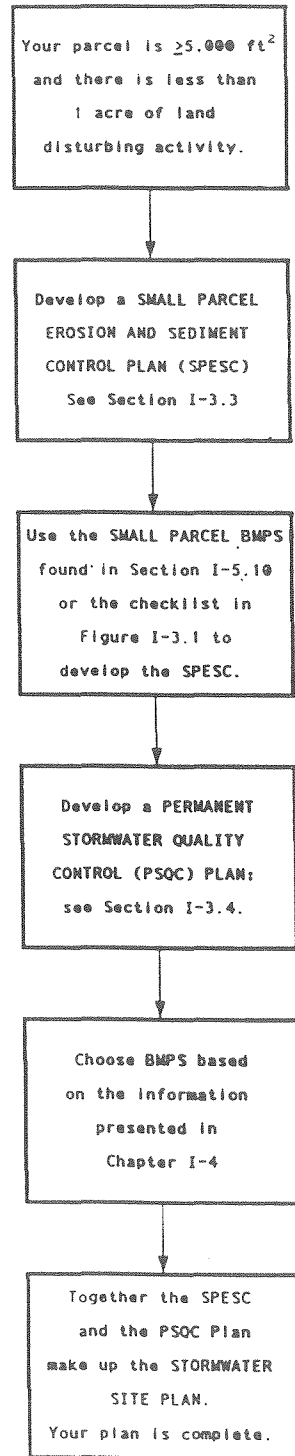 Your parcel is ≥5.000 ft²
and there is less than
1 acre of land
disturbing activity.
Develop a SMALL PARCEL
EROSION AND SEDIMENT
CONTROL PLAN (SPESC)
See Section I-3.3
Use the SMALL PARCEL BMPS
found in Section I-5.10
or the checklist in
Figure I-3.1 to
develop the SPESC.
Develop a PERMANENT
STORMWATER QUALITY
CONTROL (PSQC) PLAN:
see Section I-3.4.
Choose BMPS based
on the information
presented in
Chapter I-4
Together the SPESC
and the PSQC Plan
make up the STORMWATER
SITE PLAN.
Your plan is complete.